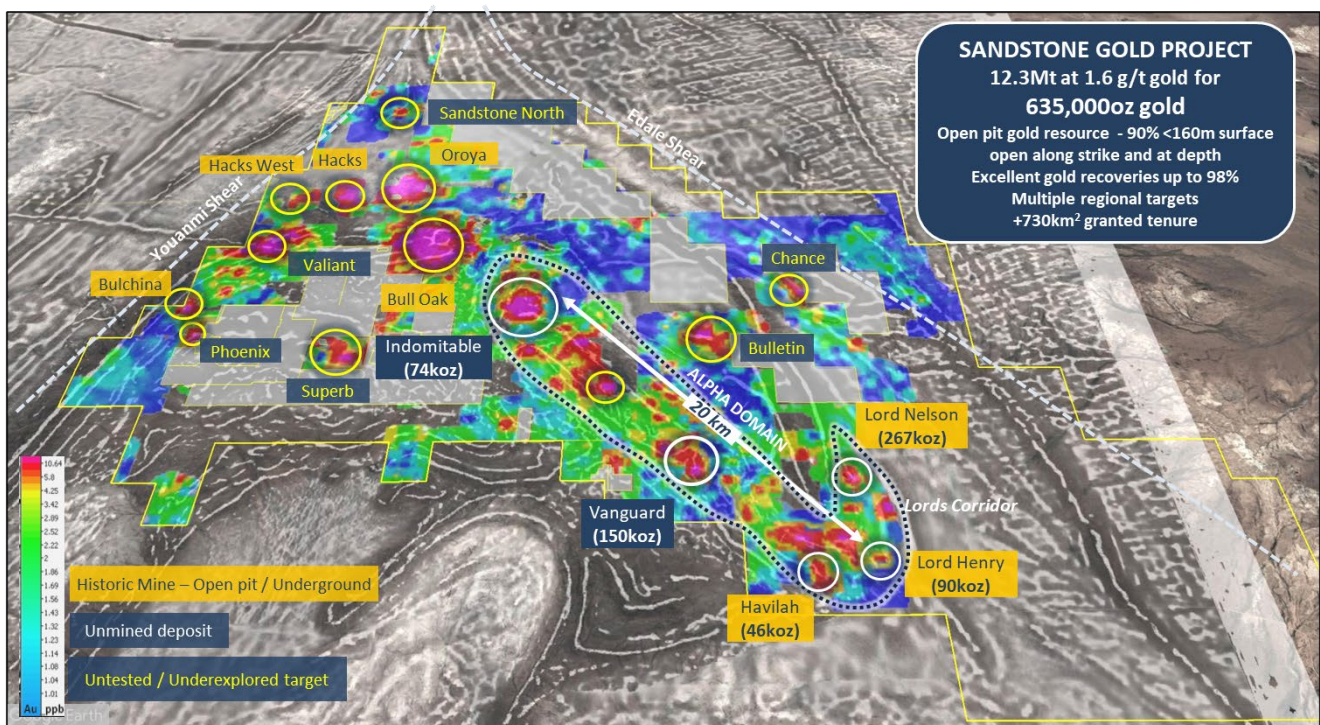 SANDSTONE GOLD PROJECT
12.3Mt at 1.6 g/t gold for
635,000oz gold
Open pit gold resource - 90% <160m surface
open along strike and at depth
Excellent gold recoveries up to 98%
Multiple regional targets
+730km² granted tenure
Sandstone North
Edale Shear
Hacks West
Hacks
Oroya
Youanmi Shear
Valiant
Chance
Bulchina
Bull Oak
Phoenix
Indomitable
(74koz)
Bulletin
Superb
ALPHA DOMAIN
20 km
Lord Nelson
(267koz)
Lords Corridor
Vanguard
(150koz)
Lord Henry
(90koz)
Havilah
(46koz)
10.64
5.8
4.25
3.42
2.89
2.52
2.22
2
1.86
1.69
1.56
1.43
1.32
1.23
1.14
1.08
1.04
1.01
Au ppb
Historic Mine – Open pit / Underground
Unmined deposit
Untested / Underexplored target
Earth